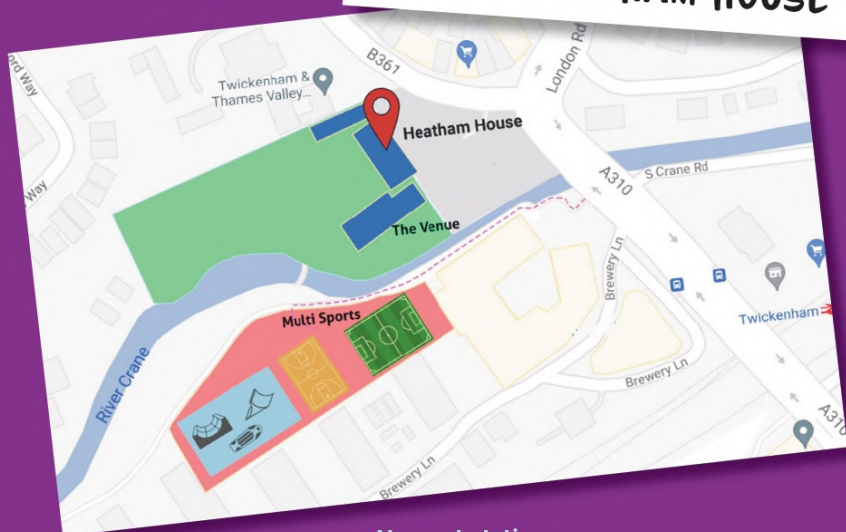 HOUSE
B361
London Rd
Twickenham &
Thames Valley...
Heatham House
Way
A310
S Crane Rd
The Venue
Brewery Ln
Multi Sports
Twickenham
River Crane
Brewery Ln
A310
Brewery Ln